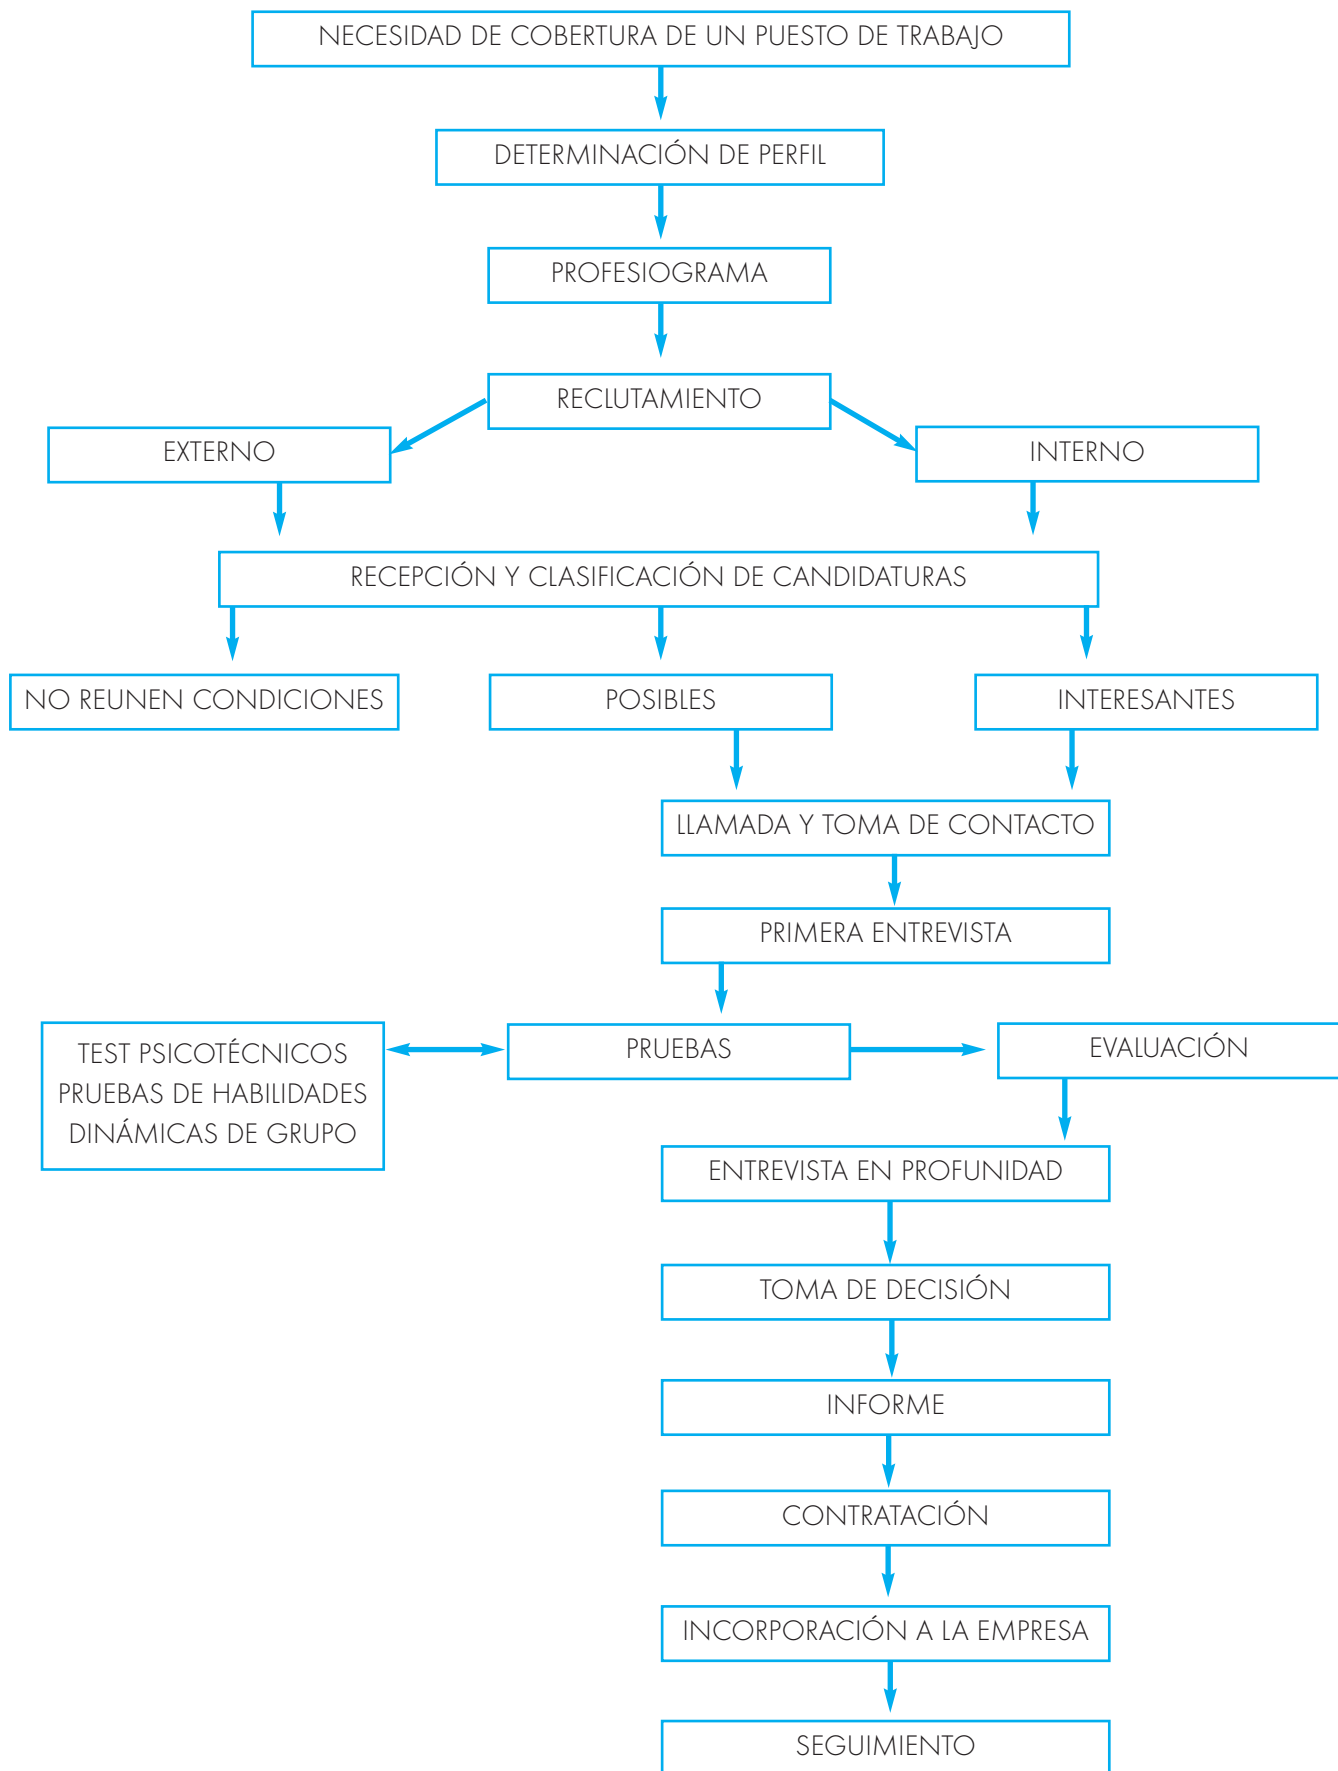 NECESIDAD DE COBERTURA DE UN PUESTO DE TRABAJO
DETERMINACIÓN DE PERFIL
PROFESIOGRAMA
RECLUTAMIENTO
EXTERNO
INTERNO
RECEPCIÓN Y CLASIFICACIÓN DE CANDIDATURAS
NO REUNEN CONDICIONES
POSIBLES
INTERESANTES
LLAMADA Y TOMA DE CONTACTO
PRIMERA ENTREVISTA
TEST PSICOTÉCNICOS
PRUEBAS DE HABILIDADES
DINÁMICAS DE GRUPO
PRUEBAS
EVALUACIÓN
ENTREVISTA EN PROFUNIDAD
TOMA DE DECISIÓN
INFORME
CONTRATACIÓN
INCORPORACIÓN A LA EMPRESA
SEGUIMIENTO